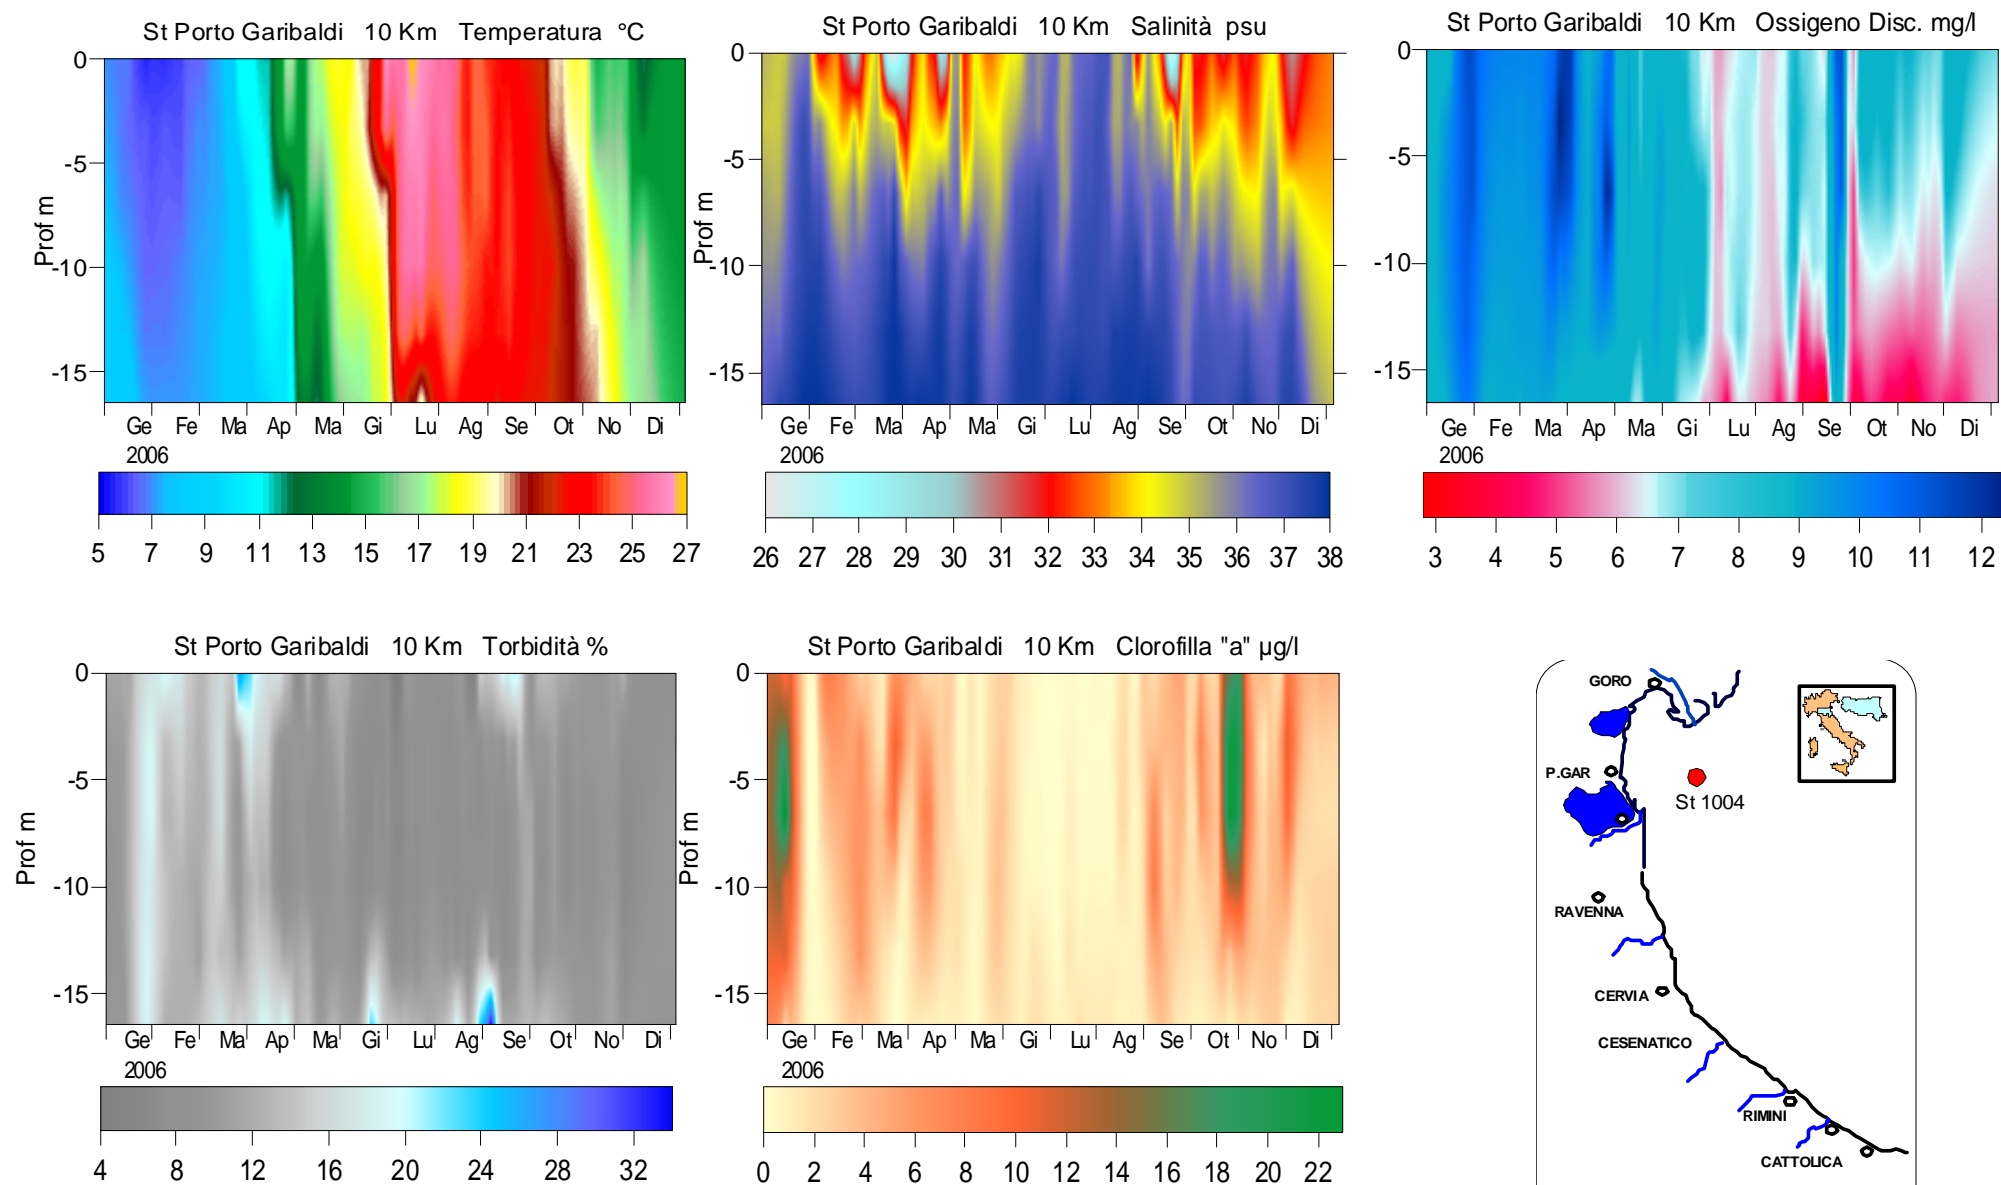 St Porto Garibaldi 10 Km Temperatura °C
0
-5
-10
-15
Prof m
Ge Fe Ma Ap Ma Gi Lu Ag Se Ot No Di
2006
5 7 9 11 13 15 17 19 21 23 25 27
St Porto Garibaldi 10 Km Salinità psu
0
-5
-10
-15
Prof m
Ge Fe Ma Ap Ma Gi Lu Ag Se Ot No Di
2006
26 27 28 29 30 31 32 33 34 35 36 37 38
St Porto Garibaldi 10 Km Ossigeno Disc. mg/l
0
-5
-10
-15
Ge Fe Ma Ap Ma Gi Lu Ag Se Ot No Di
2006
3 4 5 6 7 8 9 10 11 12
St Porto Garibaldi 10 Km Torbidità %
0
-5
-10
-15
Prof m
Ge Fe Ma Ap Ma Gi Lu Ag Se Ot No Di
2006
4 8 12 16 20 24 28 32
St Porto Garibaldi 10 Km Clorofilla "a" µg/l
0
-5
-10
-15
Prof m
Ge Fe Ma Ap Ma Gi Lu Ag Se Ot No Di
2006
0 2 4 6 8 10 12 14 16 18 20 22
GORO
P.GAR
St 1004
RAVENNA
CERVIA
CESENATICO
RIMINI
CATTOLICA